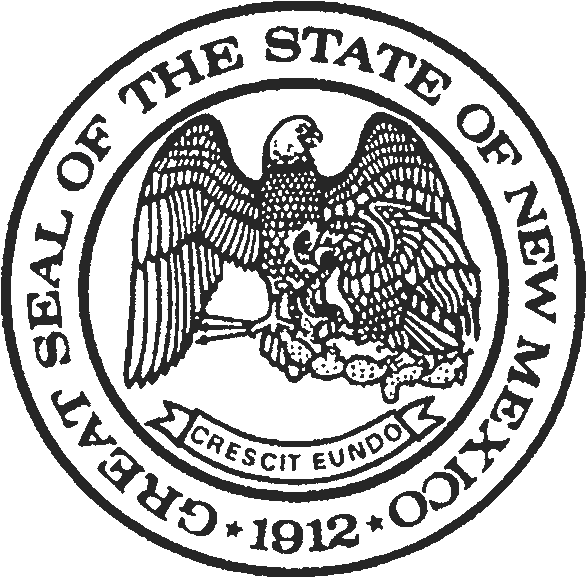 GREAT SEAL OF THE STATE OF NEW MEXICO
CRESCIT EUNDO
★ 1912 ★